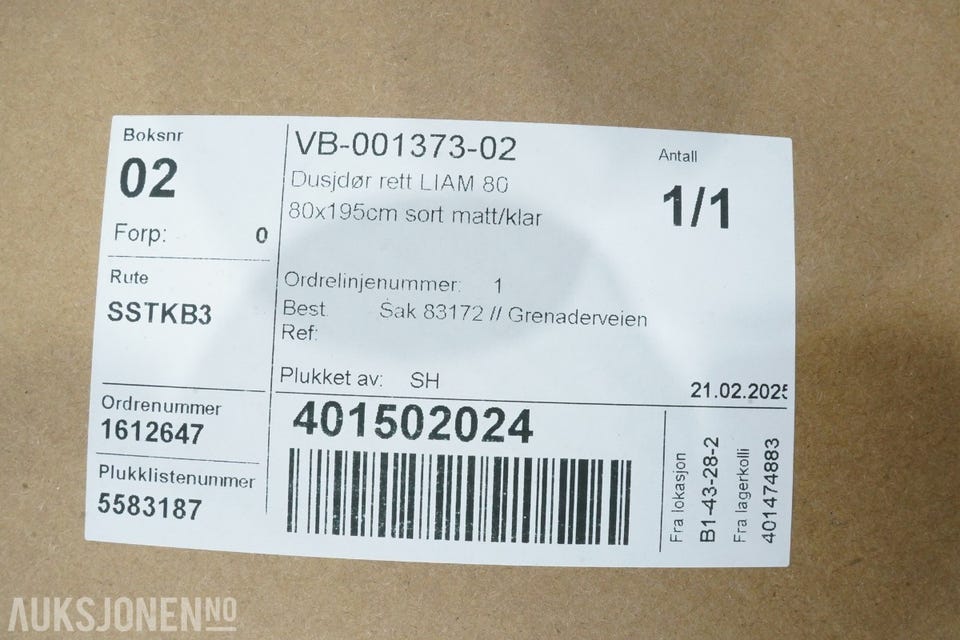 Boksnr
02
Forp: 0
Rute
SSTKB3
Ordrenummer
1612647
Plukklistenummer
5583187
VB-001373-02
Dusjdør rett LIAM 80
80x195cm sort matt/klar
Antall
1/1
Ordrelinjenummer: 1
Best. Sak 83172 // Grenaderveien
Ref:
Plukket av: SH
21.02.2025
401502024
Fra lokasjon
B1-43-28-2
Fra lagerkolli
401474883
AUKSJONEN NO